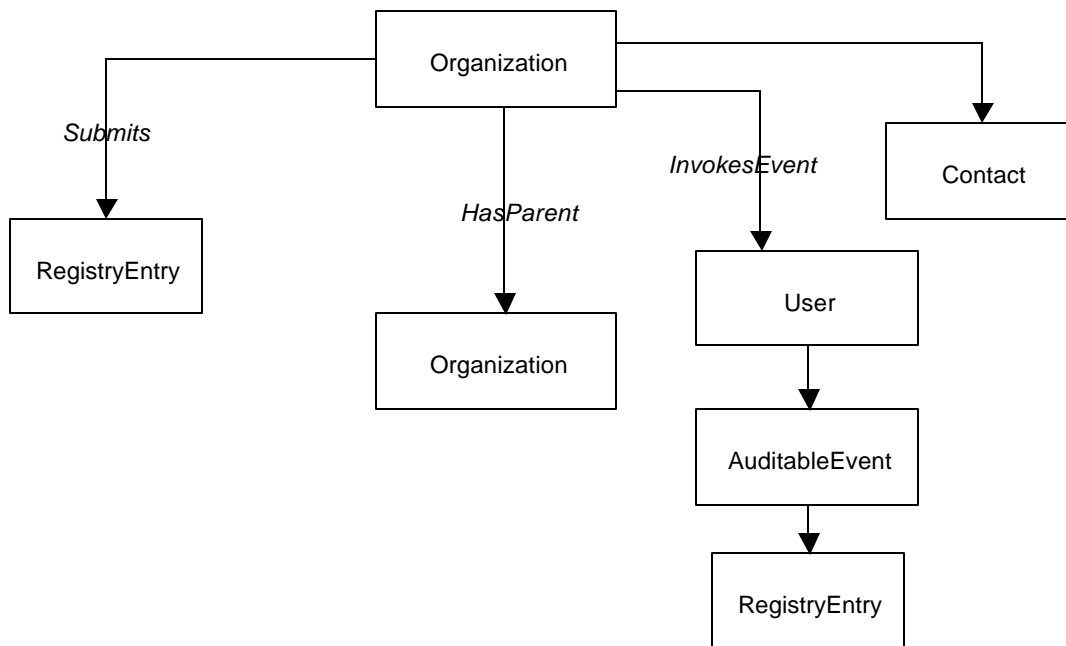 Organization
Submits
Contact
InvokesEvent
HasParent
RegistryEntry
User
Organization
AuditableEvent
RegistryEntry